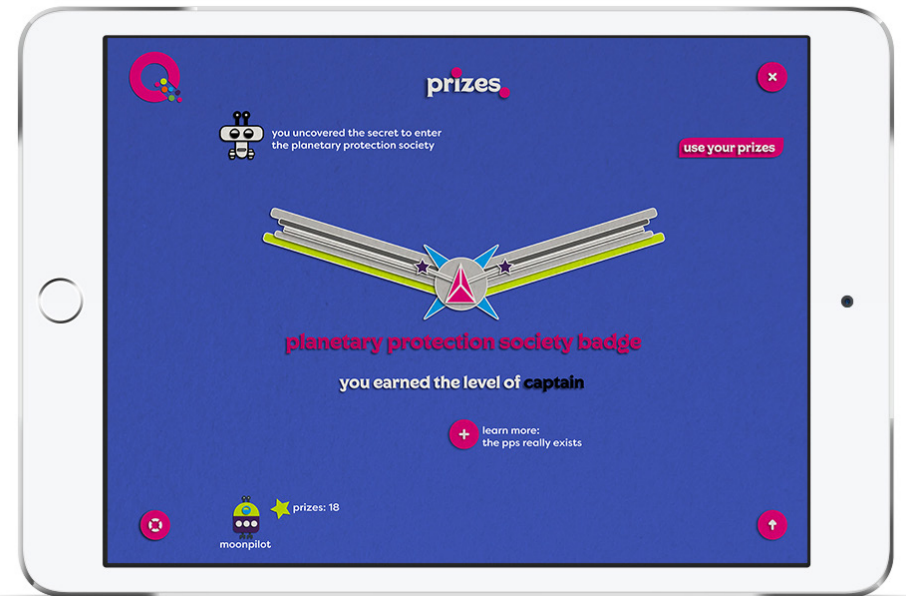 Q
prizes.
you uncovered the secret to enter
the planetary protection society
use your prizes
planetary protection society badge
you earned the level of captain
learn more:
the pps really exists
prizes: 18
moonpilot